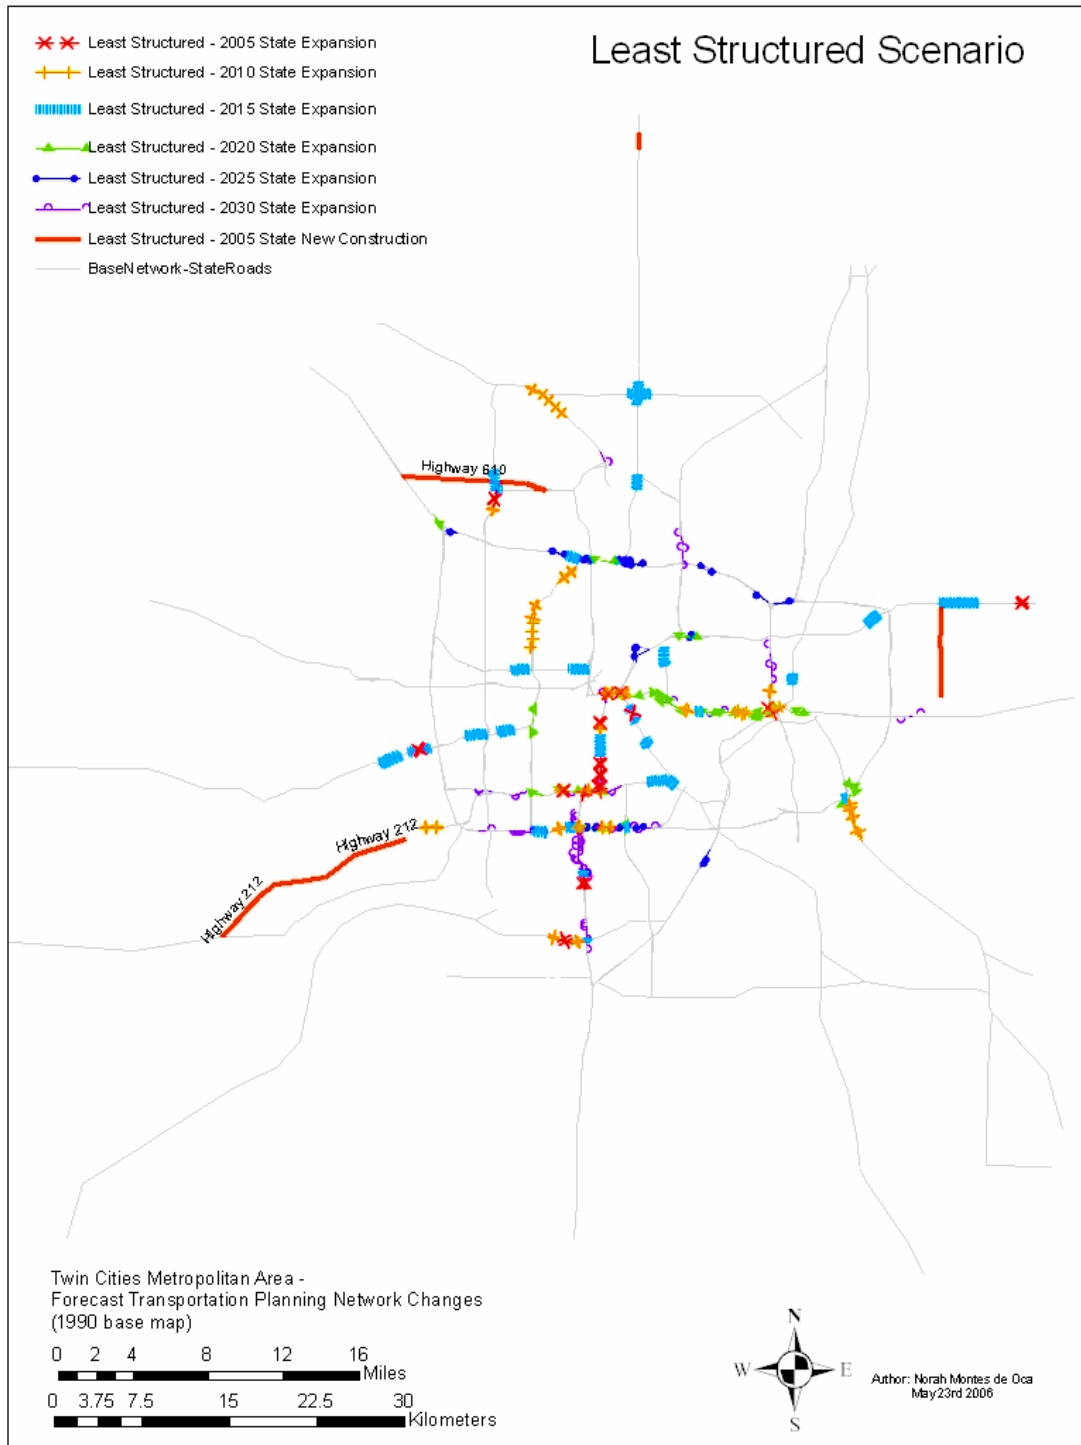 Least Structured Scenario
Least Structured - 2005 State Expansion
Least Structured - 2010 State Expansion
Least Structured - 2015 State Expansion
Least Structured - 2020 State Expansion
Least Structured - 2025 State Expansion
Least Structured - 2030 State Expansion
Least Structured - 2005 State New Construction
BaseNetwork-StateRoads
Highway 610
Highway 212
Highway 212
Twin Cities Metropolitan Area -
Forecast Transportation Planning Network Changes
(1990 base map)
0 2 4 8 12 16
Miles
0 3.75 7.5 15 22.5 30
Kilometers
N
W E
S
Author: Norah Montes de Oca
May23rd 2006